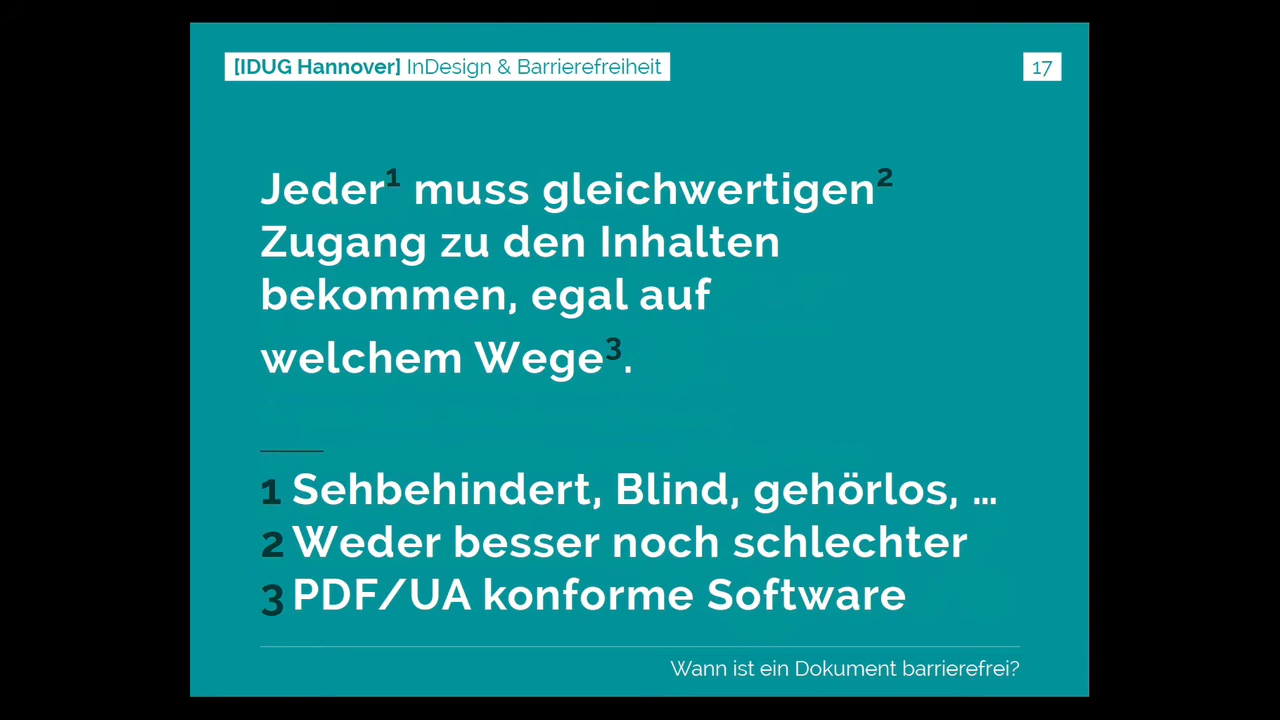 [IDUG Hannover] InDesign & Barrierefreiheit
17
Jeder¹ muss gleichwertigen²
Zugang zu den Inhalten
bekommen, egal auf
welchem Wege³.
1 Sehbehindert, Blind, gehörlos, ...
2 Weder besser noch schlechter
3 PDF/UA konforme Software
Wann ist ein Dokument barrierefrei?